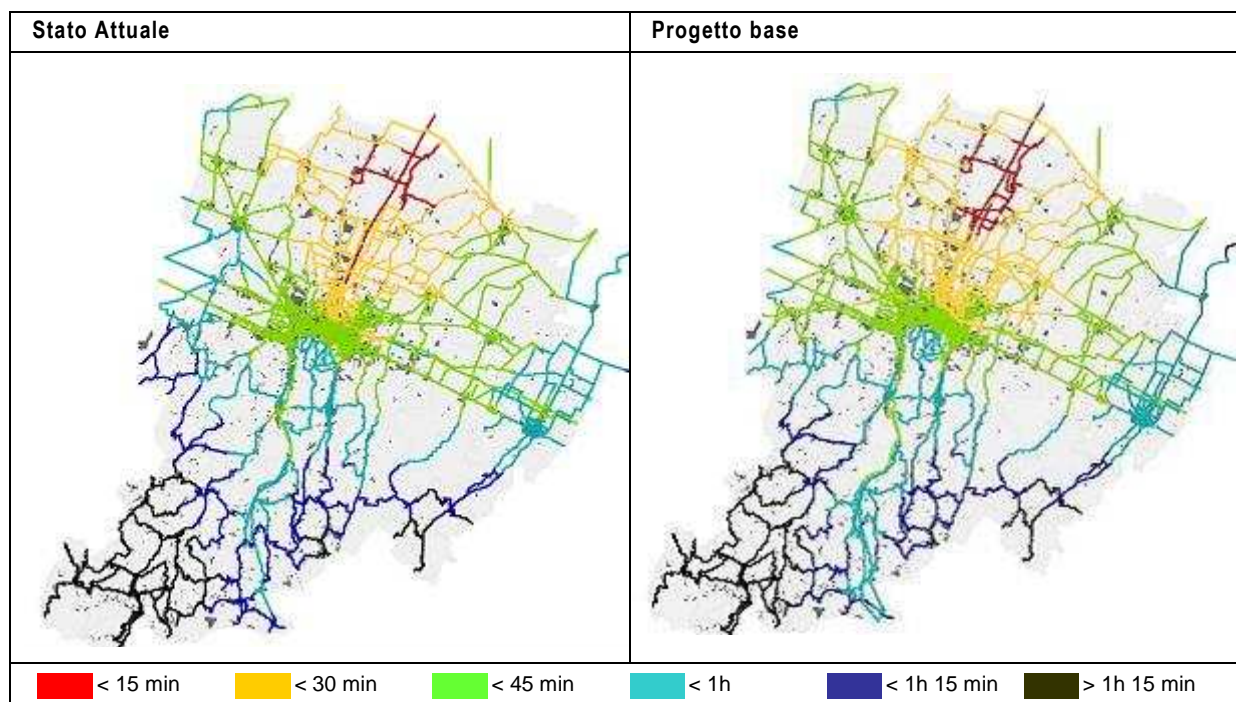 Stato Attuale
Progetto base
< 15 min
< 30 min
< 45 min
< 1h
< 1h 15 min
> 1h 15 min